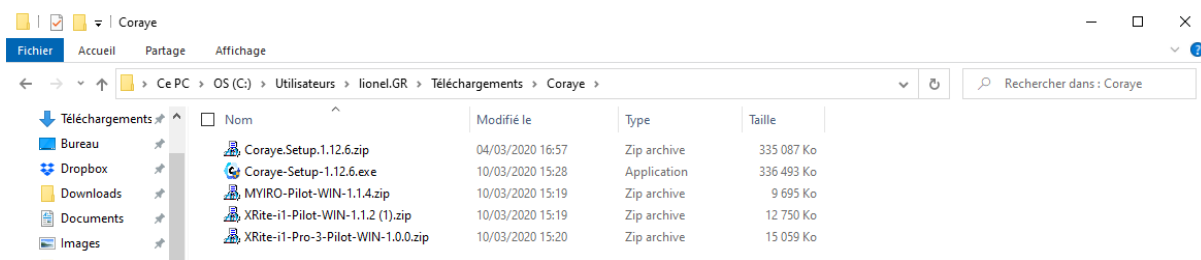 Coraye
Fichier Accueil Partage Affichage
Ce PC › OS (C:) › Utilisateurs › lionel.GR › Téléchargements › Coraye › Rechercher dans : Coraye
Téléchargements Nom Modifié le Type Taille
Bureau Coraye.Setup.1.12.6.zip 04/03/2020 16:57 Zip archive 335 087 Ko
Dropbox Coraye-Setup-1.12.6.exe 10/03/2020 15:28 Application 336 493 Ko
Downloads MYIRO-Pilot-WIN-1.1.4.zip 10/03/2020 15:19 Zip archive 9 695 Ko
Documents XRite-i1-Pilot-WIN-1.1.2 (1).zip 10/03/2020 15:19 Zip archive 12 750 Ko
Images XRite-i1-Pro-3-Pilot-WIN-1.0.0.zip 10/03/2020 15:20 Zip archive 15 059 Ko